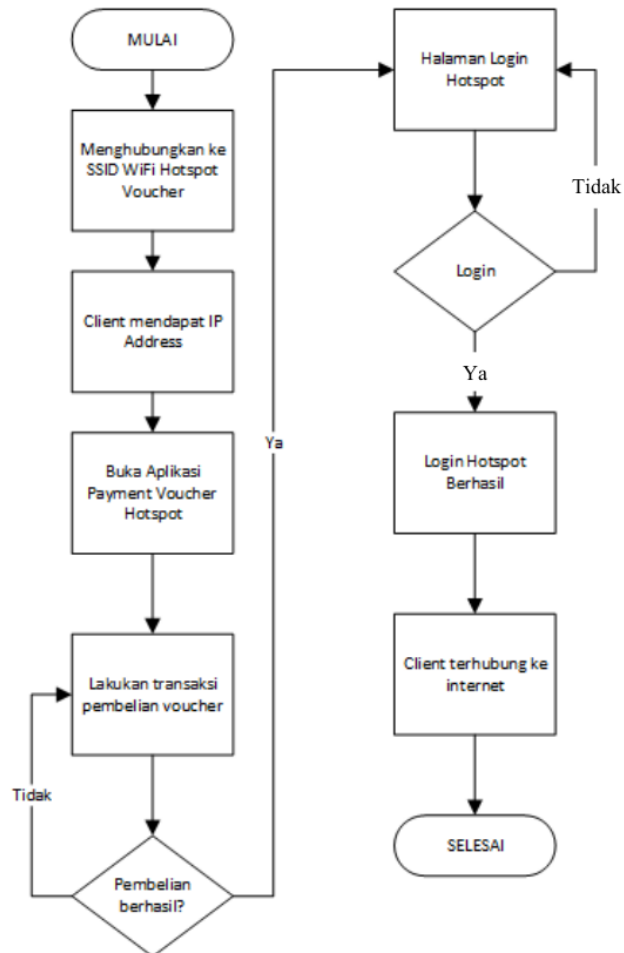 MULAI
Menghubungkan ke
SSID WiFi Hotspot
Voucher
Client mendapat IP
Address
Buka Aplikasi
Payment Voucher
Hotspot
Lakukan transaksi
pembelian voucher
Tidak
Pembelian
berhasil?
Ya
Halaman Login
Hotspot
Tidak
Login
Ya
Login Hotspot
Berhasil
Client terhubung ke
internet
SELESAI